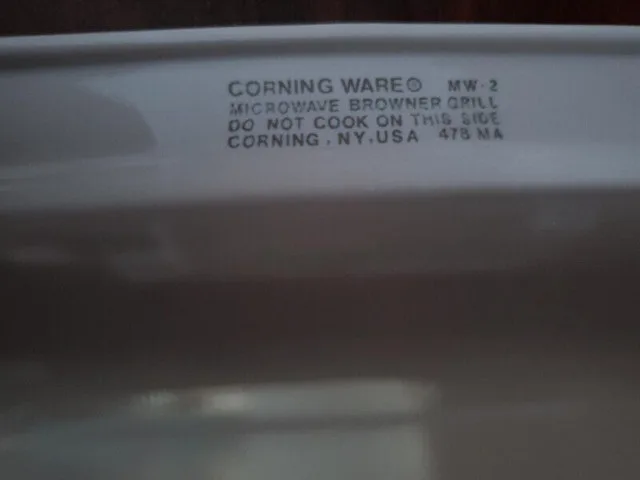 CORNING WARE® MW-2
MICROWAVE BROWNER GRILL
DO NOT COOK ON THIS SIDE
CORNING, NY, USA 478 MA